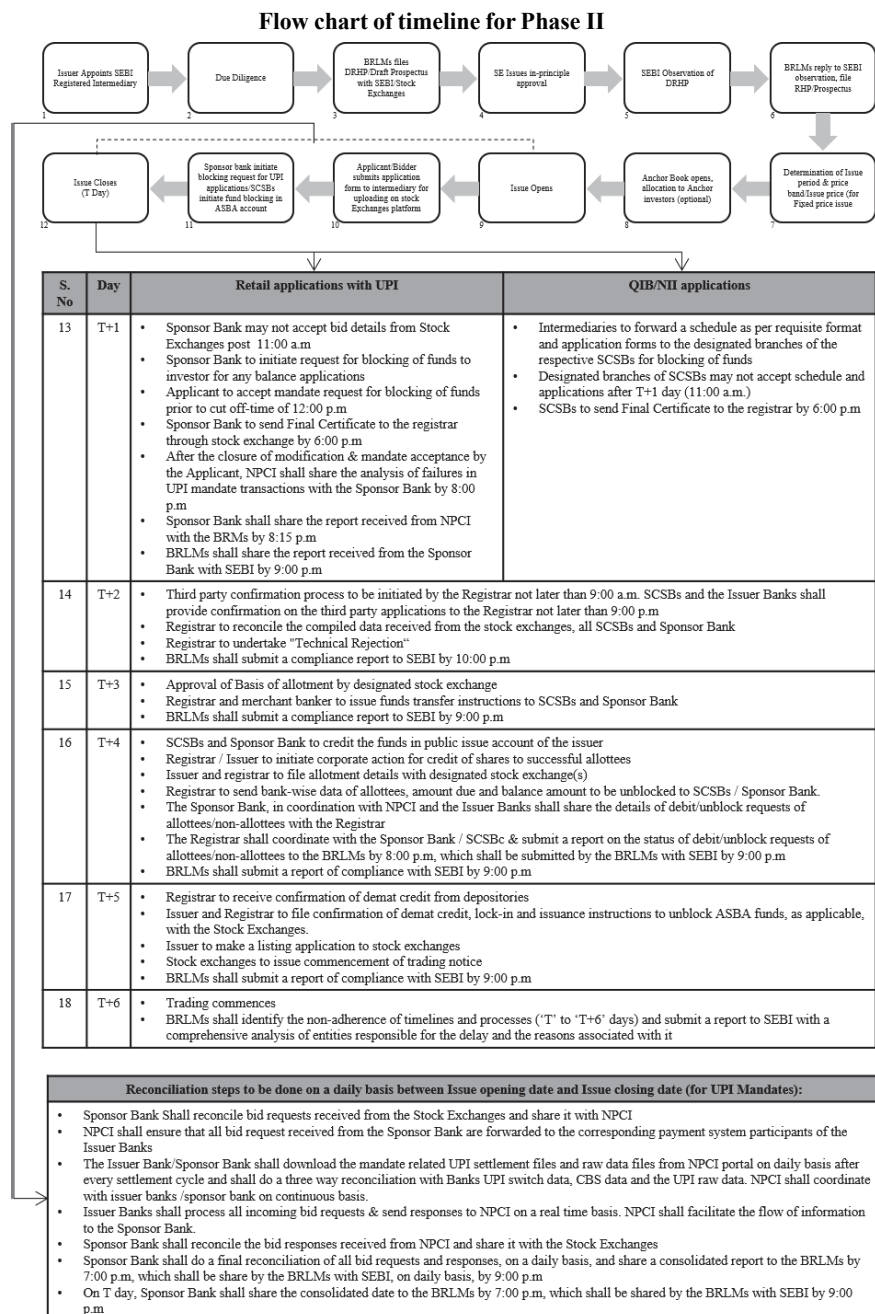 Flow chart of timeline for Phase II
Issuer Appoints SEBI
Registered Intermediary
1
Due Diligence
2
BRLMs files
DRHP/Draft Prospectus
with SEBI/Stock
Exchanges
3
SE Issues in-principle
approval
4
SEBI Observation of
DRHP
5
BRLMs reply to SEBI
observation, file
RHP/Prospectus
6
Determination of Issue
period & price
band/Issue price (for
Fixed price issue
7
Anchor Book opens,
allocation to Anchor
investors (optional)
8
Issue Opens
9
Applicant/Bidder
submits application
form to intermediary for
uploading on stock
Exchanges platform
10
Sponsor bank initiate
blocking request for UPI
applications/SCSBs
initiate fund blocking in
ASBA account
11
Issue Closes
(T Day)
12
S.
No
Day
Retail applications with UPI
QIB/NII applications
13
T+1
• Sponsor Bank may not accept bid details from Stock
Exchanges post  11:00 a.m
• Sponsor Bank to initiate request for blocking of funds to
investor for any balance applications
• Applicant to accept mandate request for blocking of funds
prior to cut off-time of 12:00 p.m
• Sponsor Bank to send Final Certificate to the registrar
through stock exchange by 6:00 p.m
• After the closure of modification & mandate acceptance by
the Applicant, NPCI shall share the analysis of failures in
UPI mandate transactions with the Sponsor Bank by 8:00
p.m
• Sponsor Bank shall share the report received from NPCI
with the BRMs by 8:15 p.m
• BRLMs shall share the report received from the Sponsor
Bank with SEBI by 9:00 p.m
• Intermediaries to forward a schedule as per requisite format
and application forms to the designated branches of the
respective SCSBs for blocking of funds
• Designated branches of SCSBs may not accept schedule and
applications after T+1 day (11:00 a.m.)
• SCSBs to send Final Certificate to the registrar by 6:00 p.m
14
T+2
• Third party confirmation process to be initiated by the Registrar not later than 9:00 a.m. SCSBs and the Issuer Banks shall
provide confirmation on the third party applications to the Registrar not later than 9:00 p.m
• Registrar to reconcile the compiled data received from the stock exchanges, all SCSBs and Sponsor Bank
• Registrar to undertake "Technical Rejection“
• BRLMs shall submit a compliance report to SEBI by 10:00 p.m
15
T+3
• Approval of Basis of allotment by designated stock exchange
• Registrar and merchant banker to issue funds transfer instructions to SCSBs and Sponsor Bank
• BRLMs shall submit a compliance report to SEBI by 9:00 p.m
16
T+4
• SCSBs and Sponsor Bank to credit the funds in public issue account of the issuer
• Registrar / Issuer to initiate corporate action for credit of shares to successful allottees
• Issuer and registrar to file allotment details with designated stock exchange(s)
• Registrar to send bank-wise data of allottees, amount due and balance amount to be unblocked to SCSBs / Sponsor Bank.
• The Sponsor Bank, in coordination with NPCI and the Issuer Banks shall share the details of debit/unblock requests of
allottees/non-allottees with the Registrar
• The Registrar shall coordinate with the Sponsor Bank / SCSBc & submit a report on the status of debit/unblock requests of
allottees/non-allottees to the BRLMs by 8:00 p.m, which shall be submitted by the BRLMs with SEBI by 9:00 p.m
• BRLMs shall submit a report of compliance with SEBI by 9:00 p.m
17
T+5
• Registrar to receive confirmation of demat credit from depositories
• Issuer and Registrar to file confirmation of demat credit, lock-in and issuance instructions to unblock ASBA funds, as applicable,
with the Stock Exchanges.
• Issuer to make a listing application to stock exchanges
• Stock exchanges to issue commencement of trading notice
• BRLMs shall submit a report of compliance with SEBI by 9:00 p.m
18
T+6
• Trading commences
• BRLMs shall identify the non-adherence of timelines and processes (‘T’ to ‘T+6’ days) and submit a report to SEBI with a
comprehensive analysis of entities responsible for the delay and the reasons associated with it
Reconciliation steps to be done on a daily basis between Issue opening date and Issue closing date (for UPI Mandates):
• Sponsor Bank Shall reconcile bid requests received from the Stock Exchanges and share it with NPCI
• NPCI shall ensure that all bid request received from the Sponsor Bank are forwarded to the corresponding payment system participants of the
Issuer Banks
• The Issuer Bank/Sponsor Bank shall download the mandate related UPI settlement files and raw data files from NPCI portal on daily basis after
every settlement cycle and shall do a three way reconciliation with Banks UPI switch data, CBS data and the UPI raw data. NPCI shall coordinate
with issuer banks /sponsor bank on continuous basis.
• Issuer Banks shall process all incoming bid requests & send responses to NPCI on a real time basis. NPCI shall facilitate the flow of information
to the Sponsor Bank.
• Sponsor Bank shall reconcile the bid responses received from NPCI and share it with the Stock Exchanges
• Sponsor Bank shall do a final reconciliation of all bid requests and responses, on a daily basis, and share a consolidated report to the BRLMs by
7:00 p.m, which shall be share by the BRLMs with SEBI, on daily basis, by 9:00 p.m
• On T day, Sponsor Bank shall share the consolidated date to the BRLMs by 7:00 p.m, which shall be shared by the BRLMs with SEBI by 9:00
p.m